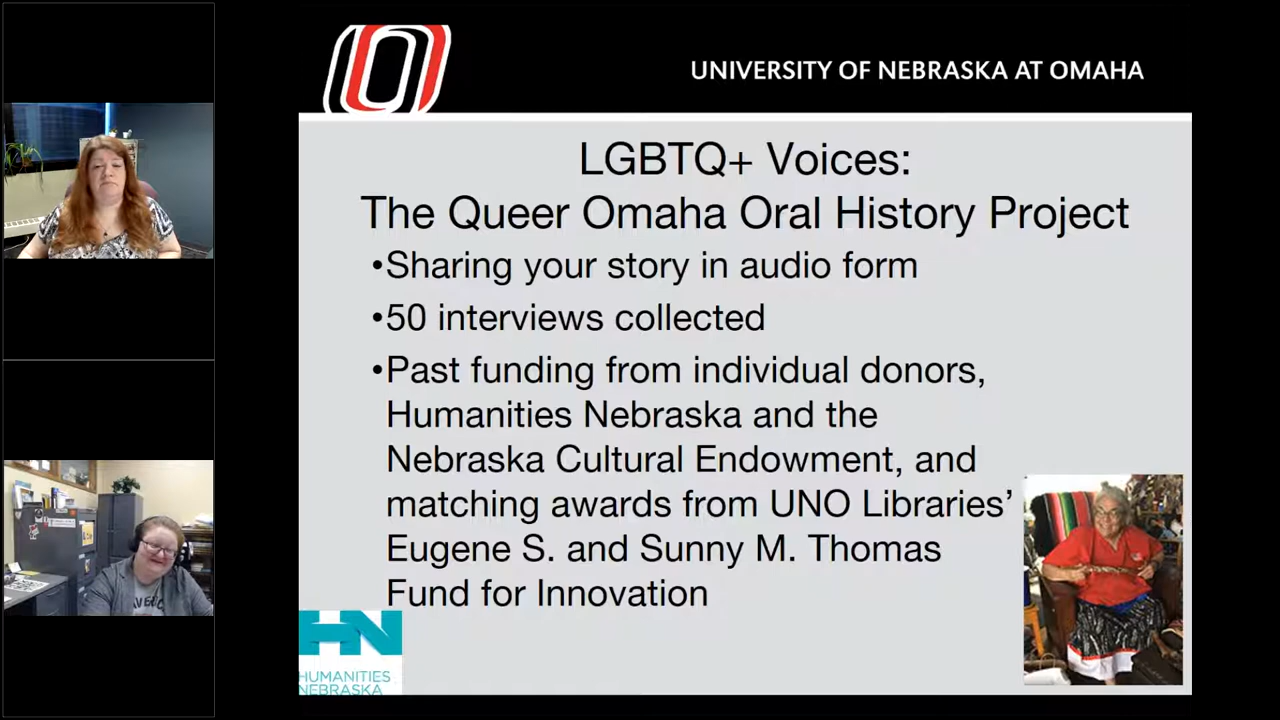 UNIVERSITY OF NEBRASKA AT OMAHA
LGBTQ+ Voices:
The Queer Omaha Oral History Project
•Sharing your story in audio form
•50 interviews collected
•Past funding from individual donors,
Humanities Nebraska and the
Nebraska Cultural Endowment, and
matching awards from UNO Libraries’
Eugene S. and Sunny M. Thomas
Fund for Innovation
HN
HUMANITIES
NEBRASKA